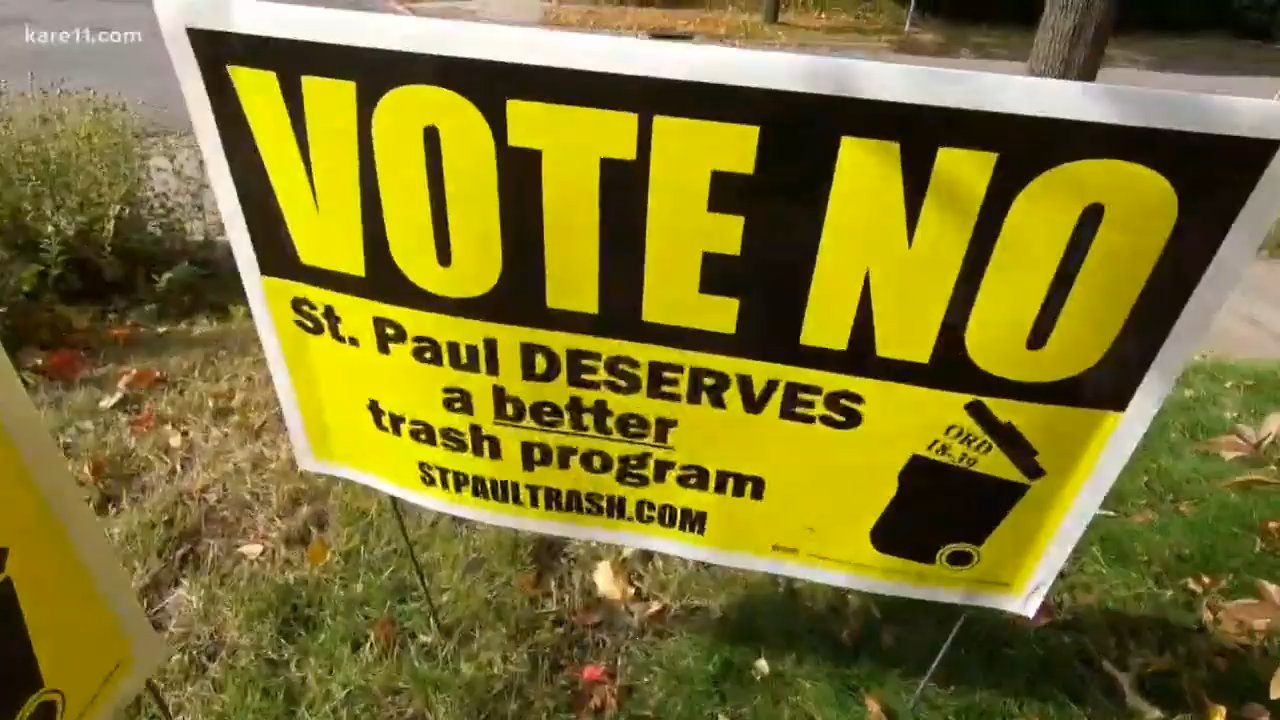 kare11.com
VOTE NO
St. Paul DESERVES
a better
trash program
STPAULTRASH.COM
ORD
18-39